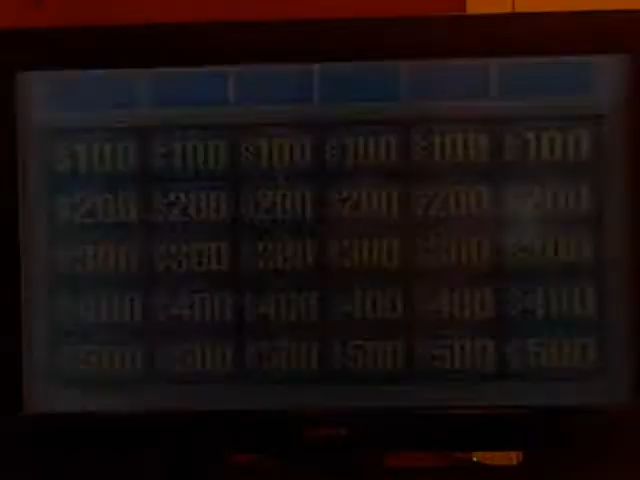 $100 $100 $100 $100 $100 $100
$200 $200 $200 $200 $200 $200
$300 $300 $300 $300 $300 $300
$400 $400 $400 $400 $400 $400
$500 $500 $500 $500 $500 $500